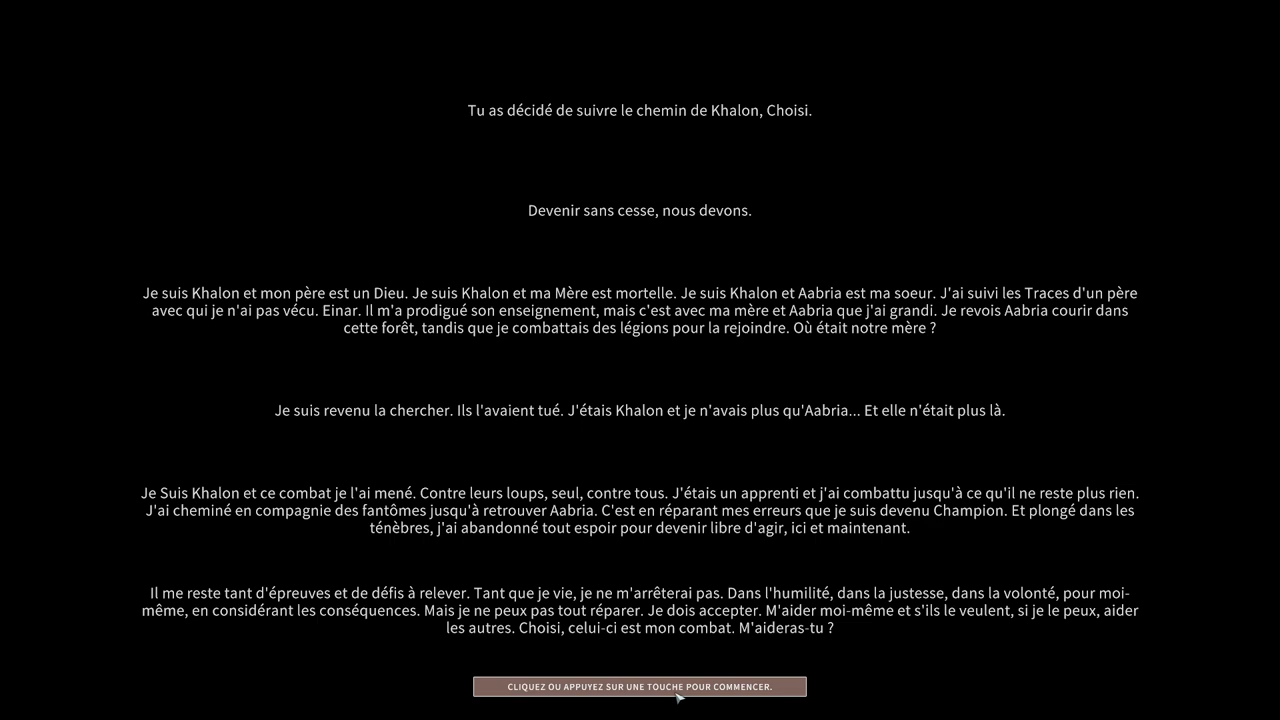 Tu as décidé de suivre le chemin de Khalon, Choisi.
Devenir sans cesse, nous devons.
Je suis Khalon et mon père est un Dieu. Je suis Khalon et ma Mère est mortelle. Je suis Khalon et Aabria est ma soeur. J'ai suivi les Traces d'un père
avec qui je n'ai pas vécu. Einar. Il m'a prodigué son enseignement, mais c'est avec ma mère et Aabria que j'ai grandi. Je revois Aabria courir dans
cette forêt, tandis que je combattais des légions pour la rejoindre. Où était notre mère ?
Je suis revenu la chercher. Ils l'avaient tué. J'étais Khalon et je n'avais plus qu'Aabria... Et elle n'était plus là.
Je Suis Khalon et ce combat je l'ai mené. Contre leurs loups, seul, contre tous. J'étais un apprenti et j'ai combattu jusqu'à ce qu'il ne reste plus rien.
J'ai cheminé en compagnie des fantômes jusqu'à retrouver Aabria. C'est en réparant mes erreurs que je suis devenu Champion. Et plongé dans les
ténèbres, j'ai abandonné tout espoir pour devenir libre d'agir, ici et maintenant.
Il me reste tant d'épreuves et de défis à relever. Tant que je vie, je ne m'arrêterai pas. Dans l'humilité, dans la justesse, dans la volonté, pour moi-
même, en considérant les conséquences. Mais je ne peux pas tout réparer. Je dois accepter. M'aider moi-même et s'ils le veulent, si je le peux, aider
les autres. Choisi, celui-ci est mon combat. M'aideras-tu ?
CLIQUEZ OU APPUYEZ SUR UNE TOUCHE POUR COMMENCER.